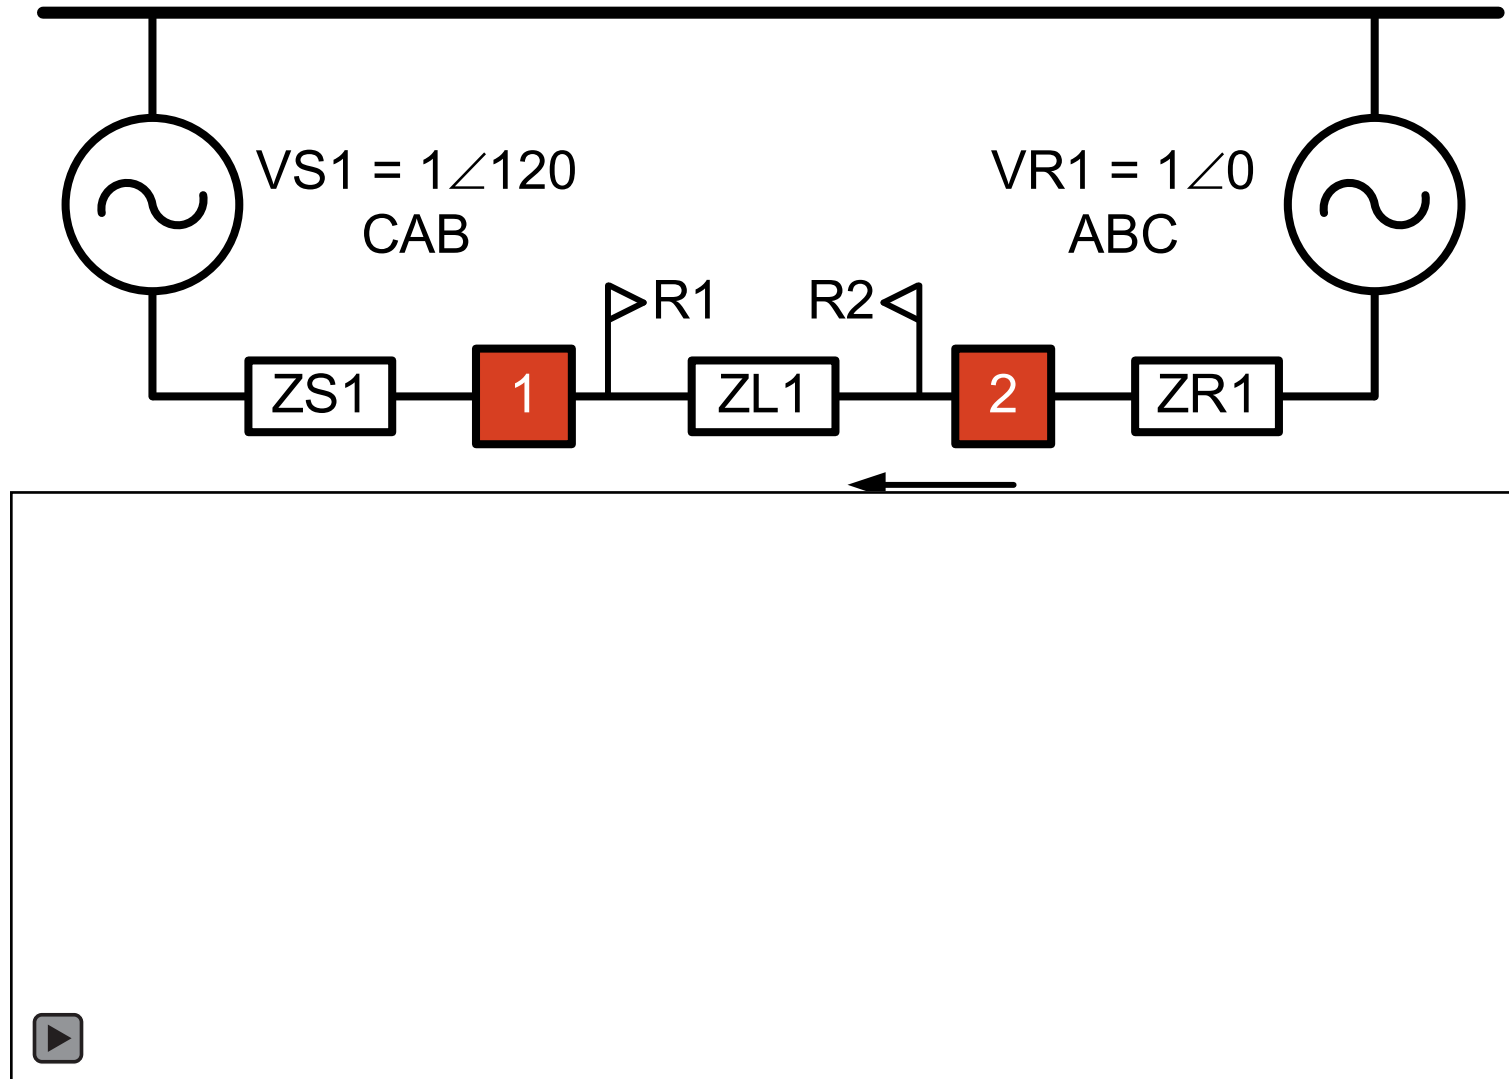 VS1 = 1∠120
CAB
VR1 = 1∠0
ABC
R1
R2
ZS1
1
ZL1
2
ZR1